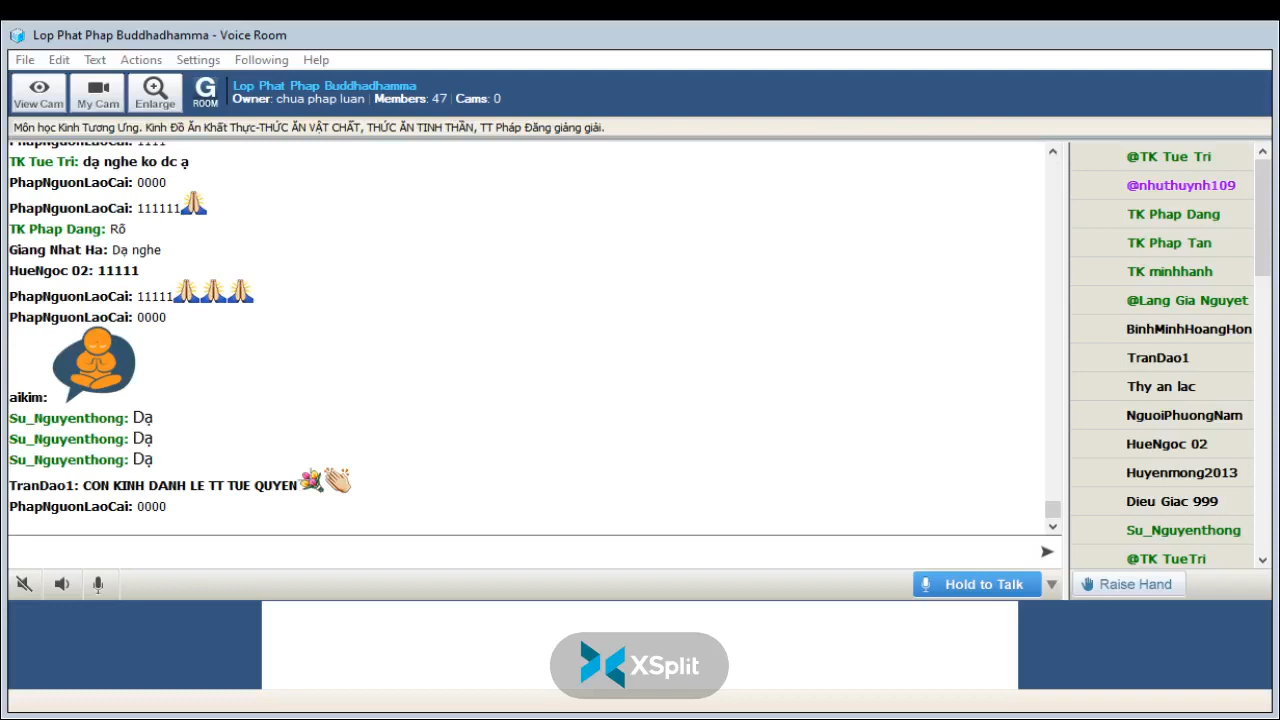 Lop Phat Phap Buddhadhamma - Voice Room
File Edit Text Actions Settings Following Help
View Cam My Cam Enlarge G ROOM
Lop Phat Phap Buddhadhamma
Owner: chua phap luan | Members: 47 | Cams: 0
Môn học Kinh Tương Ưng. Kinh Đồ Ăn Khất Thực-THỨC ĂN VẬT CHẤT, THỨC ĂN TINH THẦN, TT Pháp Đăng giảng giải.
PhapNguonLaoCai: 1111
TK Tue Tri: dạ nghe ko dc ạ
PhapNguonLaoCai: 0000
PhapNguonLaoCai: 111111
TK Phap Dang: Rõ
Giang Nhat Ha: Dạ nghe
HueNgoc 02: 11111
PhapNguonLaoCai: 11111
PhapNguonLaoCai: 0000
aikim:
Su_Nguyenthong: Dạ
Su_Nguyenthong: Dạ
Su_Nguyenthong: Dạ
TranDao1: CON KINH DANH LE TT TUE QUYEN
PhapNguonLaoCai: 0000
@TK Tue Tri
@nhuthuynh109
TK Phap Dang
TK Phap Tan
TK minhhanh
@Lang Gia Nguyet
BinhMinhHoangHon
TranDao1
Thy an lac
NguoiPhuongNam
HueNgoc 02
Huyenmong2013
Dieu Giac 999
Su_Nguyenthong
@TK TueTri
Hold to Talk
Raise Hand
XSplit